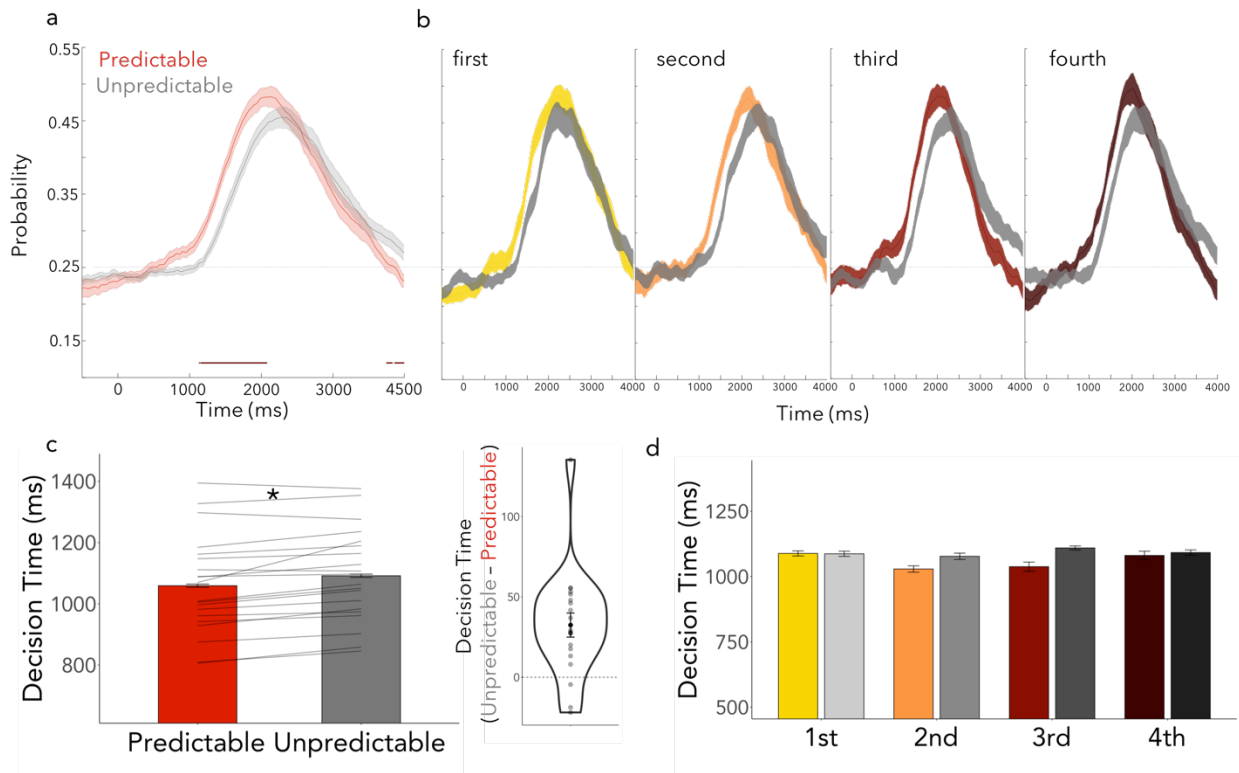 a
0.55
0.45
0.35
0.25
0.15
Probability
Predictable
Unpredictable
0 1000 2000 3000 4500
Time (ms)
b
first second third fourth
0 1000 2000 3000 4000 0 1000 2000 3000 4000 0 1000 2000 3000 4000 0 1000 2000 3000 4000
Time (ms)
c
1400
1200
1000
800
Decision Time (ms)
*
Predictable Unpredictable
Decision Time
(Unpredictable - Predictable)
100
50
0
d
1250
1000
750
500
Decision Time (ms)
1st 2nd 3rd 4th